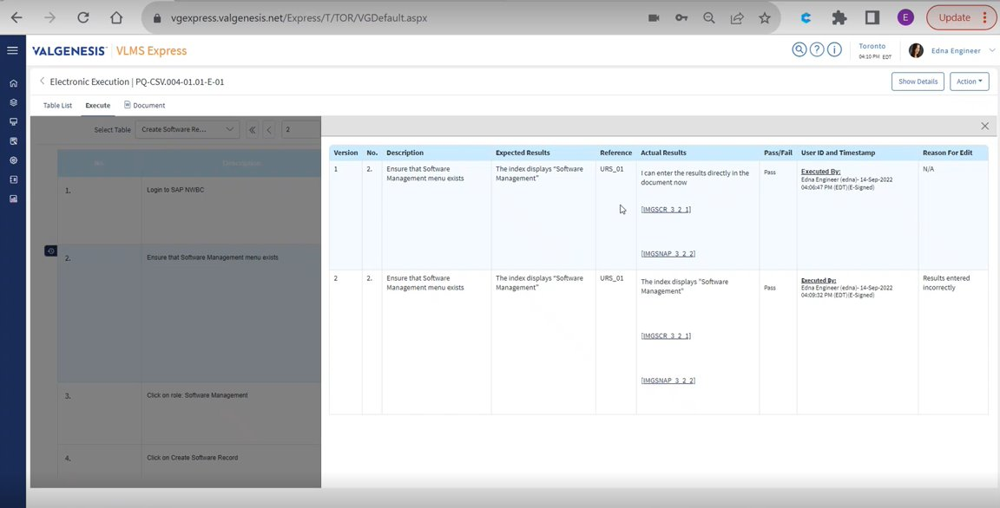 vgexpress.valgenesis.net/Express/T/TOR/VGDefault.aspx
E
Update
VALGENESIS VLMS Express
Toronto
04:10 PM EDT
Edna Engineer
Electronic Execution | PQ-CSV.004-01.01-E-01
Show Details
Action
Table List
Execute
Document
Select Table
Create Software Re...
2
No.
Description
1.
Login to SAP NWBC
2.
Ensure that Software Management menu exists
3.
Click on role: Software Management
4.
Click on Create Software Record
Version No. Description Expected Results Reference Actual Results Pass/Fail User ID and Timestamp Reason For Edit
1
2.
Ensure that Software
Management menu exists
The index displays “Software
Management”
URS_01
I can enter the results directly in the
document now
[IMGSCR_3_2_1]
[IMGSNAP_3_2_2]
Pass
Executed By:
Edna Engineer (edna)- 14-Sep-2022
04:06:47 PM (EDT)(E-Signed)
N/A
2
2.
Ensure that Software
Management menu exists
The index displays “Software
Management”
URS_01
The index displays "Software
Management"
[IMGSCR_3_2_1]
[IMGSNAP_3_2_2]
Pass
Executed By:
Edna Engineer (edna)- 14-Sep-2022
04:09:32 PM (EDT)(E-Signed)
Results entered
incorrectly